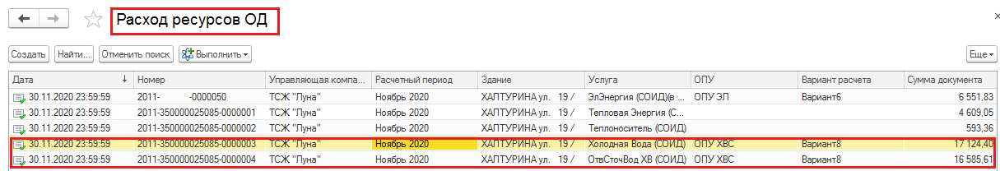 Расход ресурсов ОД
Создать Найти... Отменить поиск Выполнить Еще
Дата Номер Управляющая компа... Расчетный период Здание Услуга ОПУ Вариант расчета Сумма документа
30.11.2020 23:59:59 2011- -0000050 ТСЖ "Луна" Ноябрь 2020 ХАЛТУРИНА ул. 19 / ЭлЭнергия (СОИД)(в ... ОПУ ЭЛ Вариант6 6 551,83
30.11.2020 23:59:59 2011-350000025085-0000001 ТСЖ "Луна" Ноябрь 2020 ХАЛТУРИНА ул. 19 / Тепловая Энергия (С... 4 609,05
30.11.2020 23:59:59 2011-350000025085-0000002 ТСЖ "Луна" Ноябрь 2020 ХАЛТУРИНА ул. 19 / Теплоноситель (СОИД) 593,36
30.11.2020 23:59:59 2011-350000025085-0000003 ТСЖ "Луна" Ноябрь 2020 ХАЛТУРИНА ул. 19 / Холодная Вода (СОИД) ОПУ ХВС Вариант8 17 124,40
30.11.2020 23:59:59 2011-350000025085-0000004 ТСЖ "Луна" Ноябрь 2020 ХАЛТУРИНА ул. 19 / ОтвСточВод ХВ (СОИД) ОПУ ХВС Вариант8 16 585,61